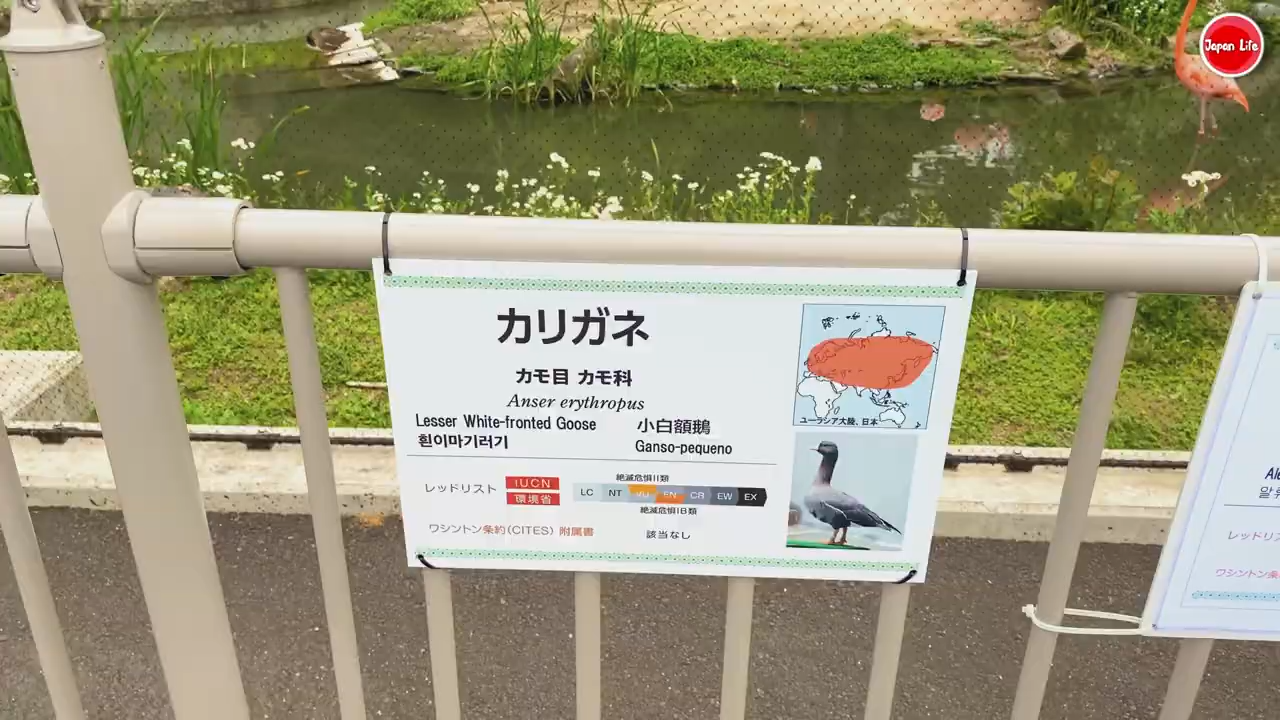 Japan Life
カリガネ
カモ目 カモ科
Anser erythropus
Lesser White-fronted Goose 小白額鵝
흰이마기러기 Ganso-pequeno
ユーラシア大陸、日本
レッドリスト
IUCN
環境省
絶滅危惧II類
LC NT VU EN CR EW EX
絶滅危惧IB類
ワシントン条約(CITES) 附属書 該当なし